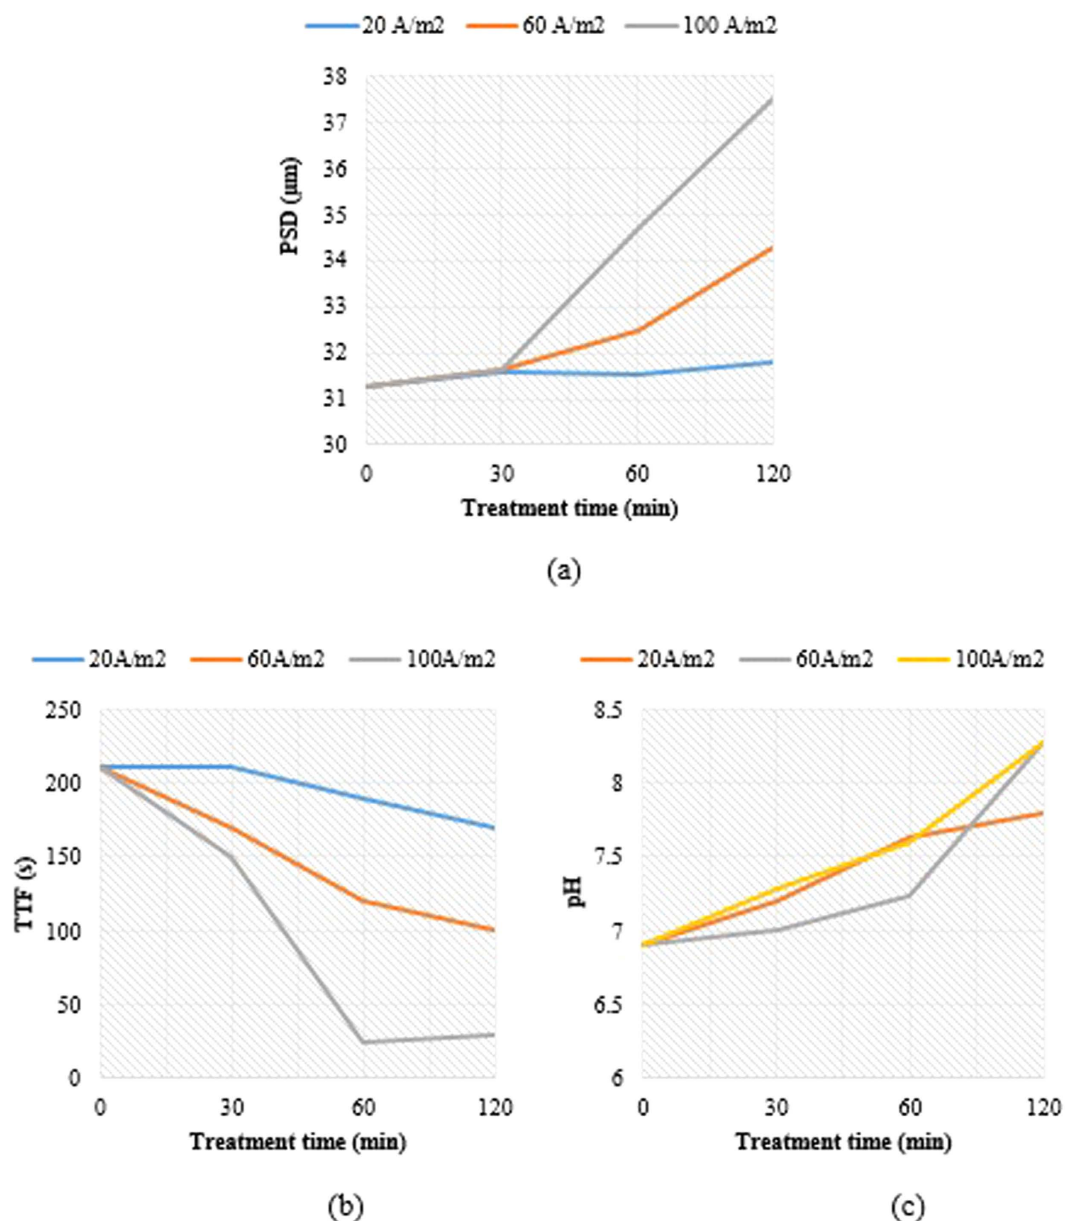 20 A/m2 60 A/m2 100 A/m2
38
37
36
35
34
33
32
31
30
PSD (μm)
0 30 60 120
Treatment time (min)
(a)
20A/m2 60A/m2 100A/m2
250
200
150
100
50
0
TTF (s)
0 30 60 120
Treatment time (min)
(b)
20A/m2 60A/m2 100A/m2
8.5
8
7.5
7
6.5
6
pH
0 30 60 120
Treatment time (min)
(c)